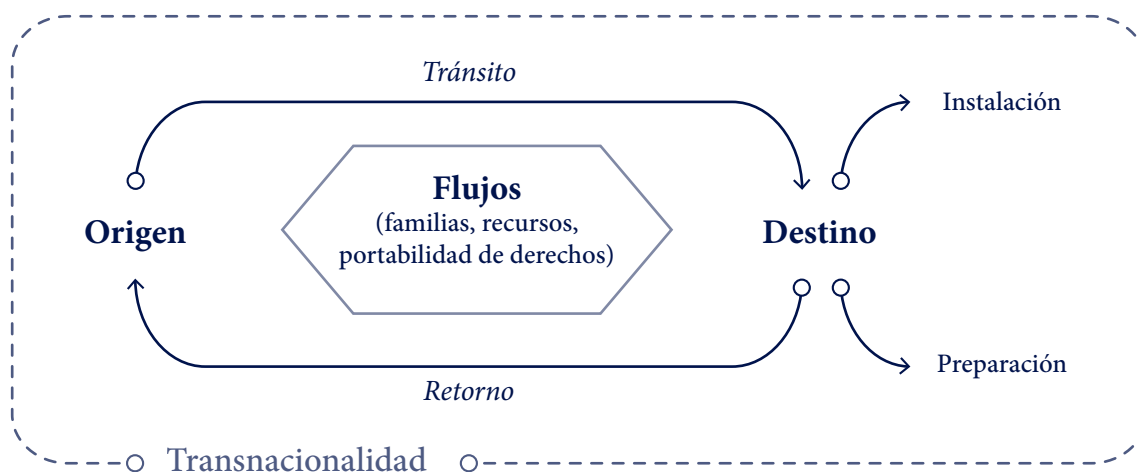 Tránsito
Instalación
Flujos
(familias, recursos,
portabilidad de derechos)
Origen
Destino
Preparación
Retorno
Transnacionalidad